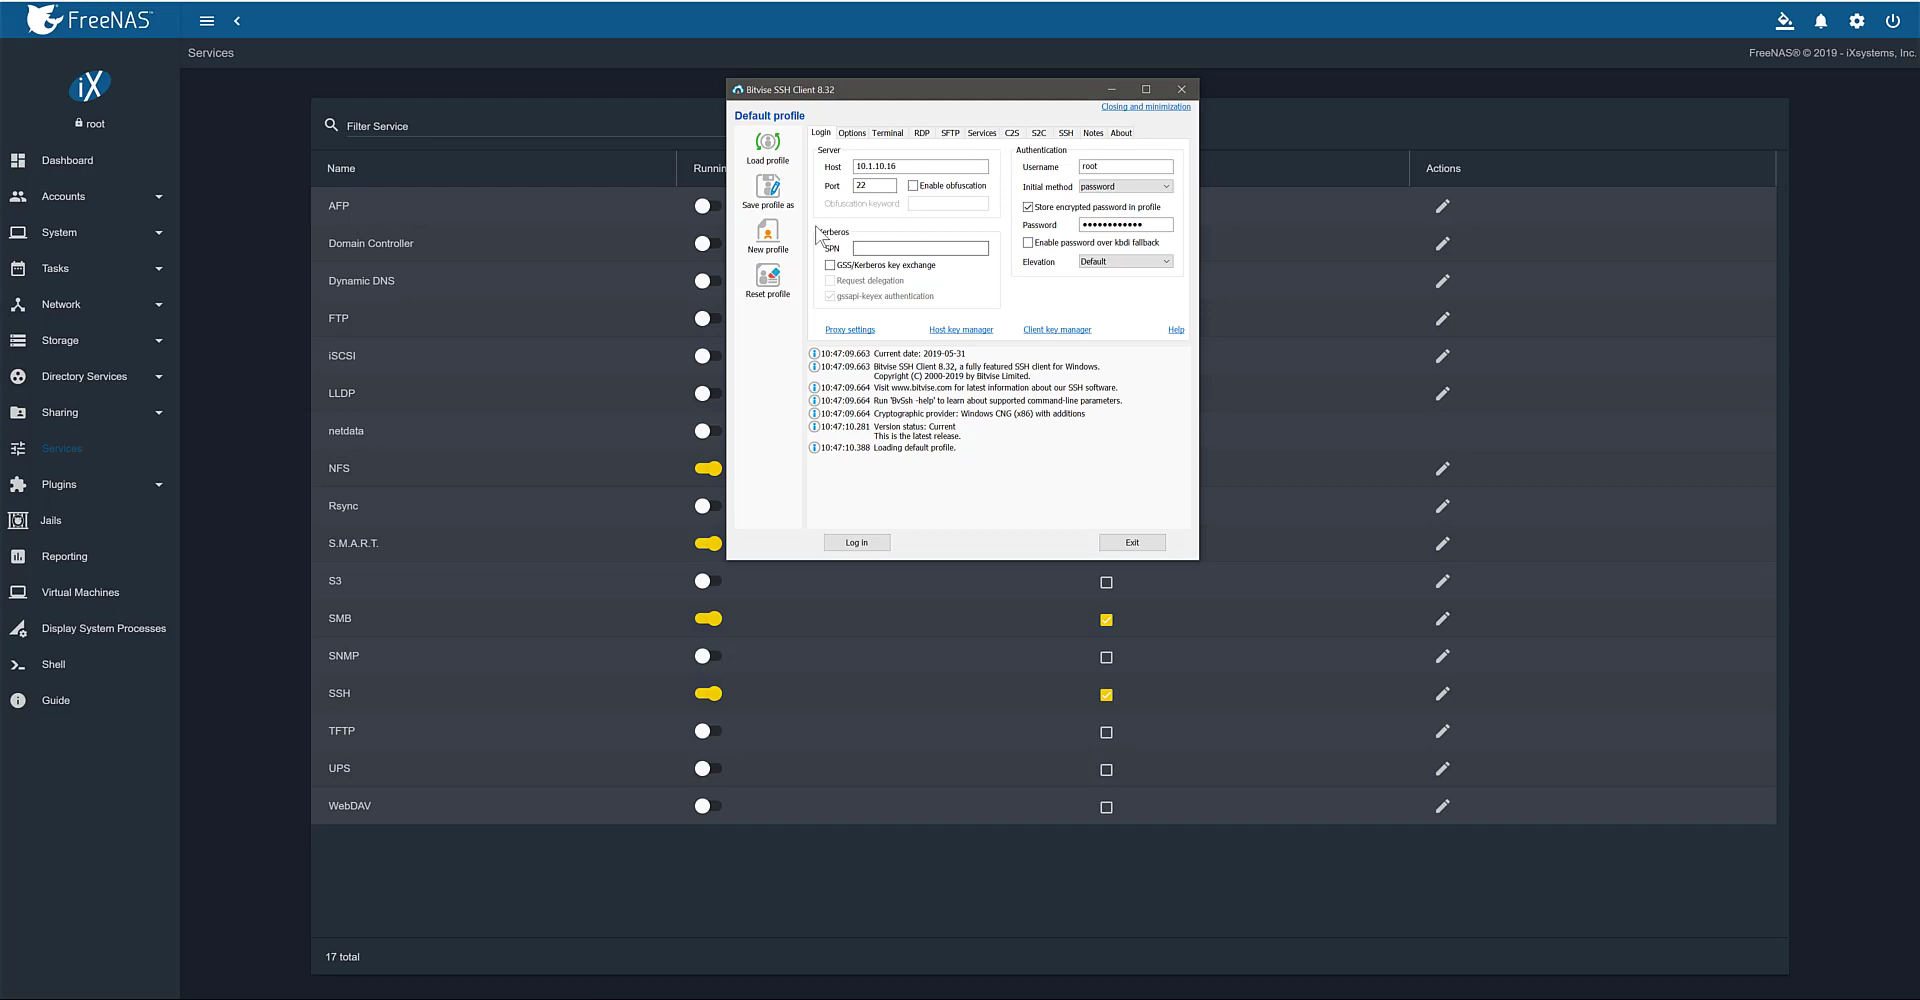 FreeNAS
Services
FreeNAS® © 2019 - iXsystems, Inc.
iX
root
Dashboard
Accounts
System
Tasks
Network
Storage
Directory Services
Sharing
Services
Plugins
Jails
Reporting
Virtual Machines
Display System Processes
Shell
Guide
Filter Service
Name
Runnin
Actions
AFP
Domain Controller
Dynamic DNS
FTP
iSCSI
LLDP
netdata
NFS
Rsync
S.M.A.R.T.
S3
SMB
SNMP
SSH
TFTP
UPS
WebDAV
17 total
Bitvise SSH Client 8.32
Closing and minimization
Default profile
Load profile
Save profile as
New profile
Reset profile
Login Options Terminal RDP SFTP Services C2S S2C SSH Notes About
Server
Host 10.1.10.16
Port 22 Enable obfuscation
Obfuscation keyword
Kerberos
SPN
GSS/Kerberos key exchange
Request delegation
gssapi-keyex authentication
Authentication
Username root
Initial method password
Store encrypted password in profile
Password ••••••••••••
Enable password over kbdi fallback
Elevation Default
Proxy settings Host key manager Client key manager Help
10:47:09.663 Current date: 2019-05-31
10:47:09.663 Bitvise SSH Client 8.32, a fully featured SSH client for Windows.
Copyright (C) 2000-2019 by Bitvise Limited.
10:47:09.664 Visit www.bitvise.com for latest information about our SSH software.
10:47:09.664 Run 'BvSsh -help' to learn about supported command-line parameters.
10:47:09.664 Cryptographic provider: Windows CNG (x86) with additions
10:47:10.281 Version status: Current
This is the latest release.
10:47:10.388 Loading default profile.
Log in
Exit